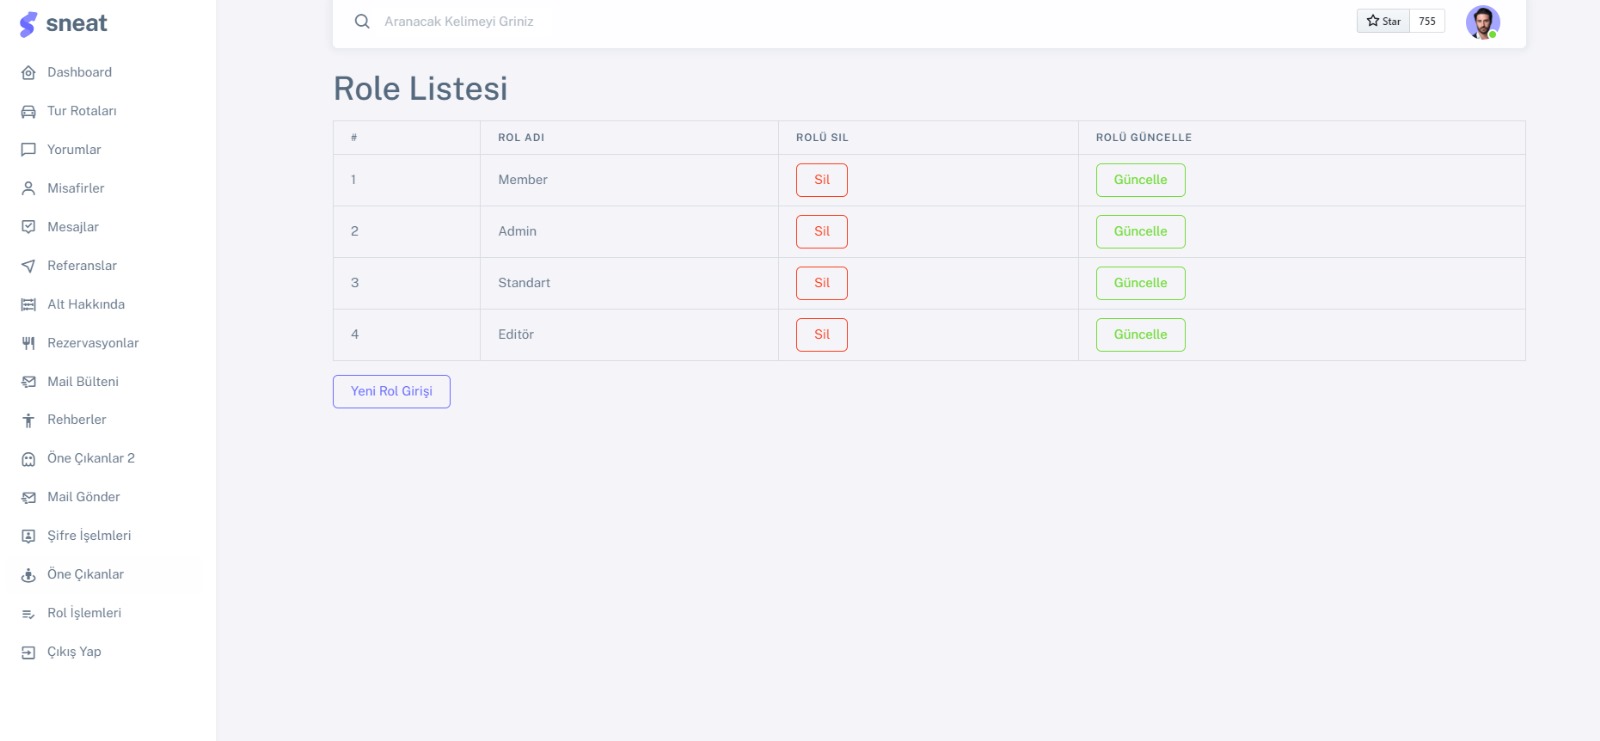 sneat
Dashboard
Tur Rotaları
Yorumlar
Misafirler
Mesajlar
Referanslar
Alt Hakkında
Rezervasyonlar
Mail Bülteni
Rehberler
Öne Çıkanlar 2
Mail Gönder
Şifre İşelmleri
Öne Çıkanlar
Rol İşlemleri
Çıkış Yap
Aranacak Kelimeyi Griniz
Star 755
Role Listesi
# ROL ADI ROLÜ SIL ROLÜ GÜNCELLE
1 Member Sil Güncelle
2 Admin Sil Güncelle
3 Standart Sil Güncelle
4 Editör Sil Güncelle
Yeni Rol Girişi